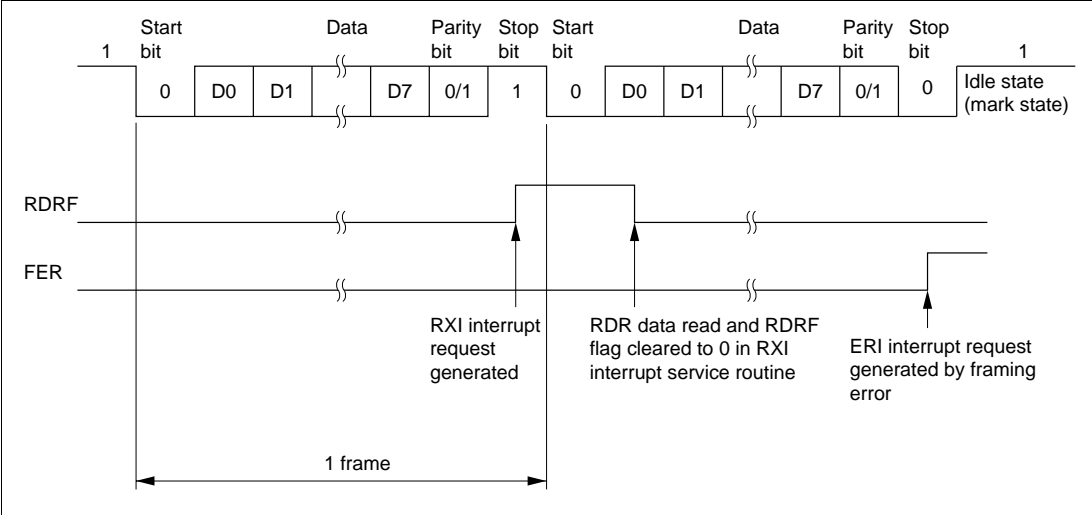 Start bit
Data
Parity bit
Stop bit
Start bit
Data
Parity bit
Stop bit
1
1
0
D0
D1
D7
0/1
1
0
D0
D1
D7
0/1
0
Idle state
(mark state)
RDRF
FER
RXI interrupt
request
generated
RDR data read and RDRF
flag cleared to 0 in RXI
interrupt service routine
ERI interrupt request
generated by framing
error
1 frame